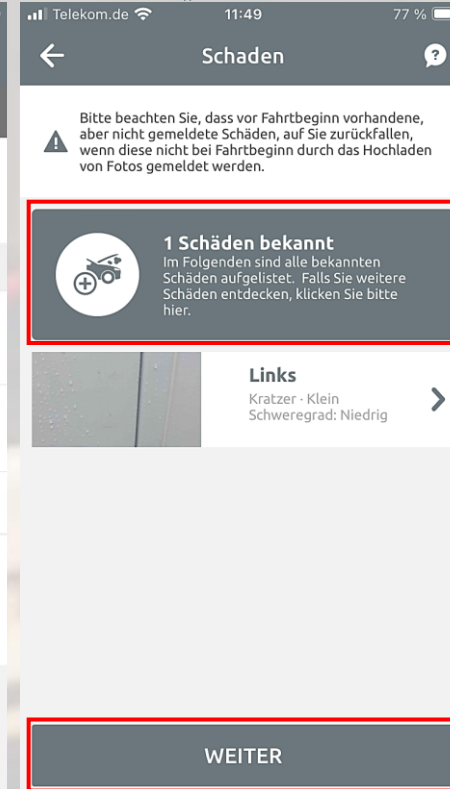 Telekom.de 11:49 77 %
Schaden
?
Bitte beachten Sie, dass vor Fahrtbeginn vorhandene,
aber nicht gemeldete Schäden, auf Sie zurückfallen,
wenn diese nicht bei Fahrtbeginn durch das Hochladen
von Fotos gemeldet werden.
1 Schäden bekannt
Im Folgenden sind alle bekannten
Schäden aufgelistet. Falls Sie weitere
Schäden entdecken, klicken Sie bitte
hier.
Links
Kratzer · Klein
Schweregrad: Niedrig
WEITER